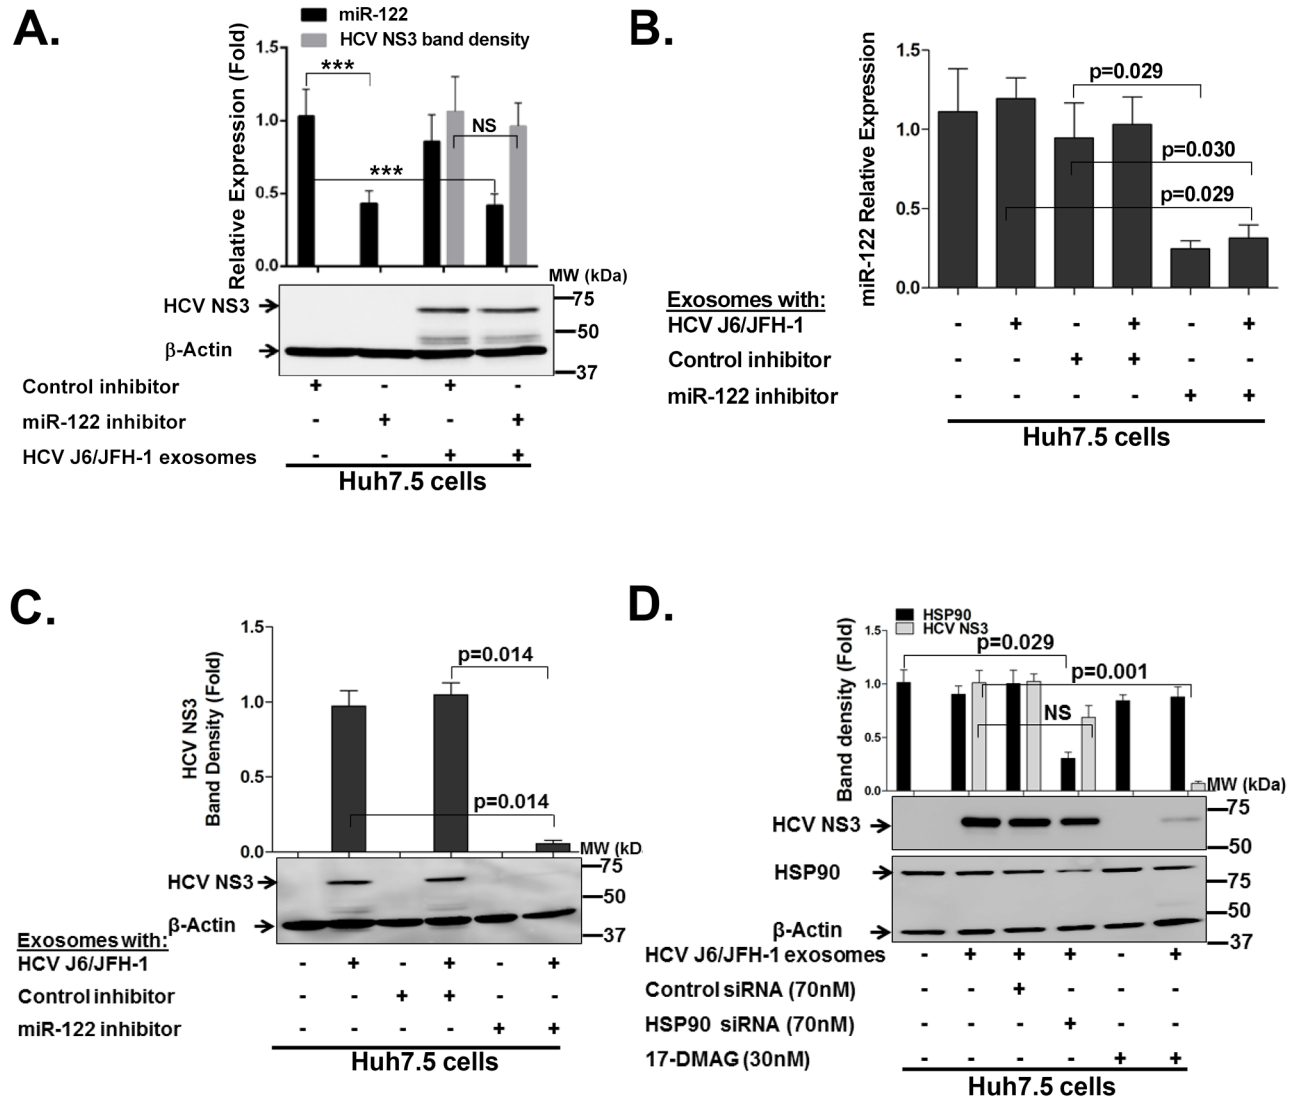 A.
miR-122
HCV NS3 band density
Relative Expression (Fold)
1.5
1.0
0.5
0.0
***
***
NS
MW (kDa)
HCV NS3
β-Actin
75
50
37
Control inhibitor + - + -
miR-122 inhibitor - + - +
HCV J6/JFH-1 exosomes - - + +
Huh7.5 cells
B.
miR-122 Relative Expression
1.5
1.0
0.5
0.0
p=0.029
p=0.030
p=0.029
Exosomes with:
HCV J6/JFH-1 - + - + - +
Control inhibitor - - + + - -
miR-122 inhibitor - - - - + +
Huh7.5 cells
C.
HCV NS3
Band Density (Fold)
1.5
1.0
0.5
0.0
p=0.014
p=0.014
MW (kD
HCV NS3
β-Actin
75
50
37
Exosomes with:
HCV J6/JFH-1 - + - + - +
Control inhibitor - - + + - -
miR-122 inhibitor - - - - + +
Huh7.5 cells
D.
HSP90
HCV NS3
Band density (Fold)
1.5
1.0
0.5
0.0
p=0.029
p=0.001
NS
MW (kDa)
HCV NS3
75
50
HSP90
β-Actin
75
50
37
HCV J6/JFH-1 exosomes - + + + - +
Control siRNA (70nM) - - + - - -
HSP90 siRNA (70nM) - - - + - -
17-DMAG (30nM) - - - - + +
Huh7.5 cells